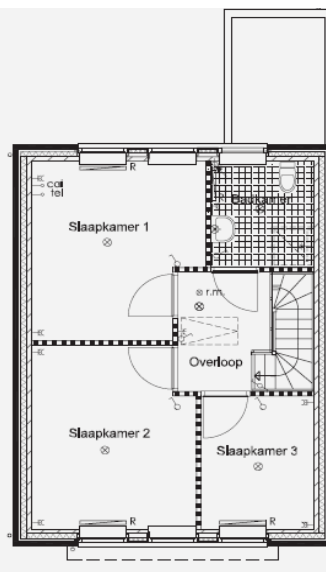 R
cai
tel
Badkamer
Slaapkamer 1
r.m.
Overloop
Slaapkamer 2
Slaapkamer 3
R
R